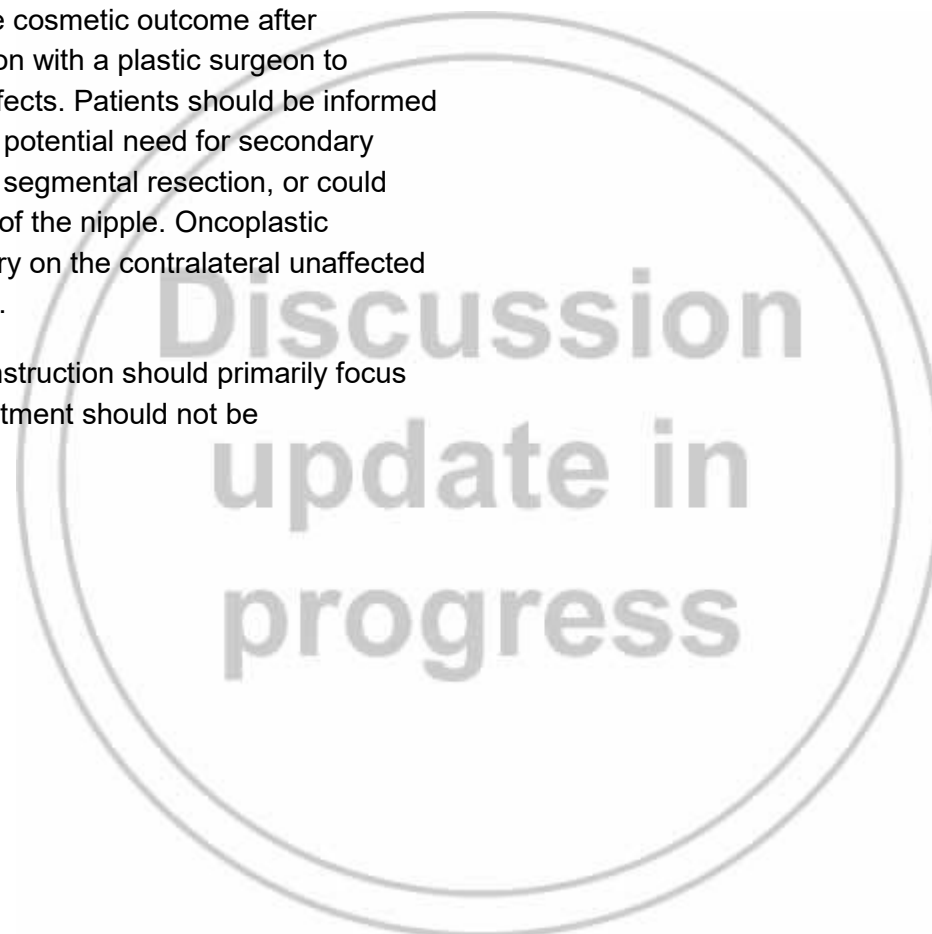 e cosmetic outcome after
on with a plastic surgeon to
fects. Patients should be informed
potential need for secondary
segmental resection, or could
of the nipple. Oncoplastic
ry on the contralateral unaffected
.
nstruction should primarily focus
tment should not be
Discussion
update in
progress